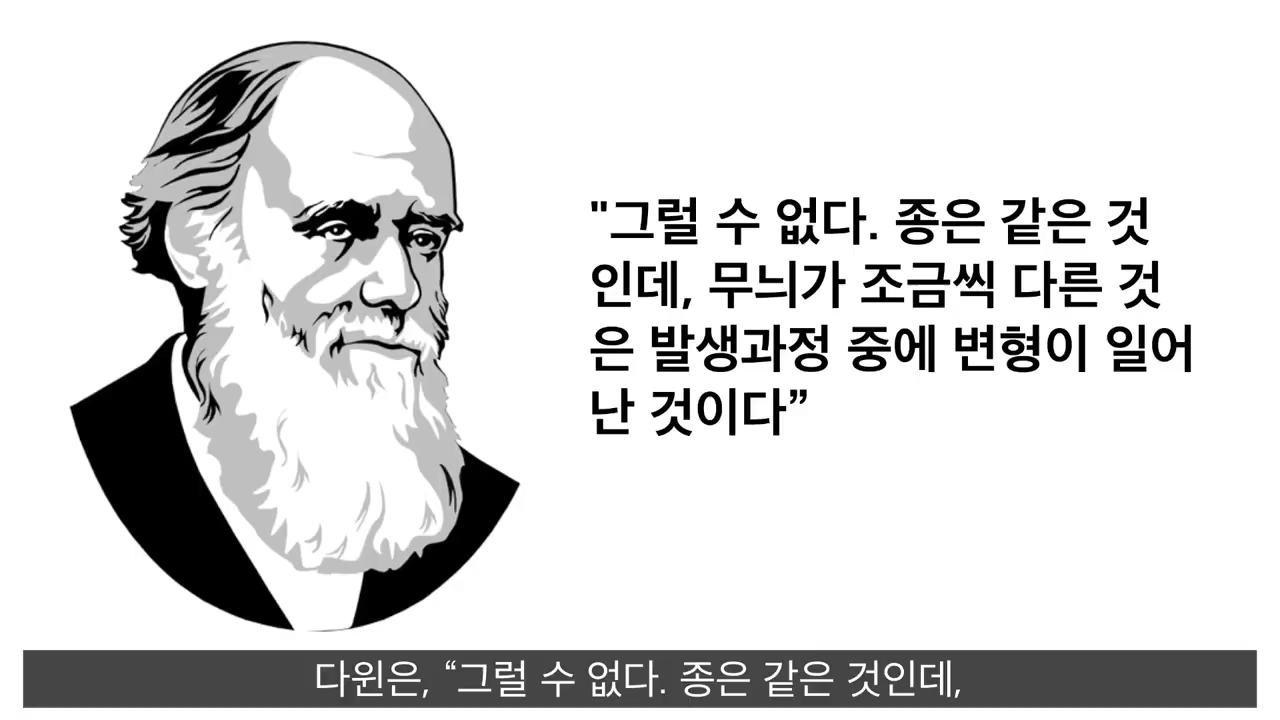 "그럴 수 없다. 종은 같은 것
인데, 무늬가 조금씩 다른 것
은 발생과정 중에 변형이 일어
난 것이다”
다윈은, “그럴 수 없다. 종은 같은 것인데,